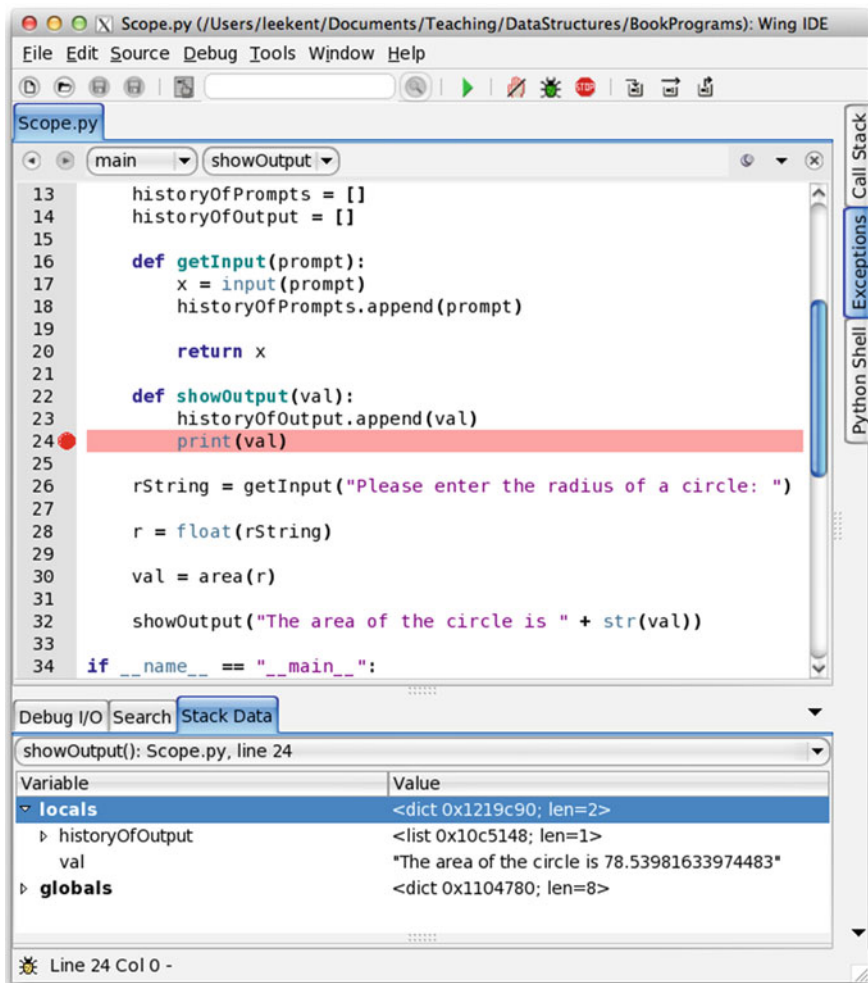 Scope.py (/Users/leekent/Documents/Teaching/DataStructures/BookPrograms): Wing IDE
File Edit Source Debug Tools Window Help
STOP
Scope.py
main showOutput
13 historyOfPrompts = []
14 historyOfOutput = []
15
16 def getInput(prompt):
17 x = input(prompt)
18 historyOfPrompts.append(prompt)
19
20 return x
21
22 def showOutput(val):
23 historyOfOutput.append(val)
24 print(val)
25
26 rString = getInput("Please enter the radius of a circle: ")
27
28 r = float(rString)
29
30 val = area(r)
31
32 showOutput("The area of the circle is " + str(val))
33
34 if __name__ == "__main__":
Call Stack
Exceptions
Python Shell
Debug I/O Search Stack Data
showOutput(): Scope.py, line 24
Variable Value
locals <dict 0x1219c90; len=2>
historyOfOutput <list 0x10c5148; len=1>
val "The area of the circle is 78.53981633974483"
globals <dict 0x1104780; len=8>
Line 24 Col 0 -